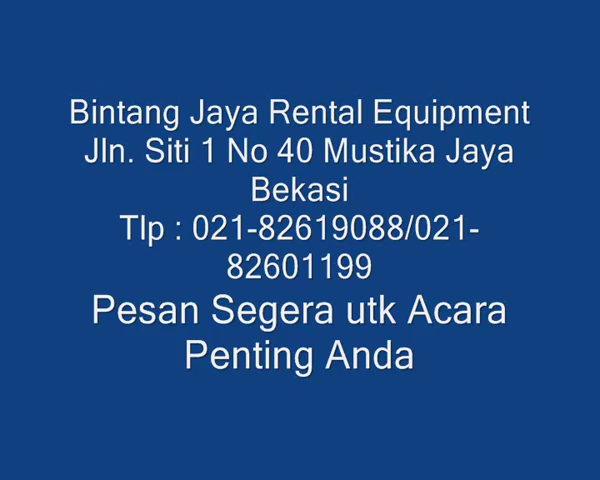 Bintang Jaya Rental Equipment
Jln. Siti 1 No 40 Mustika Jaya
Bekasi
Tlp : 021-82619088/021-
82601199
Pesan Segera utk Acara
Penting Anda